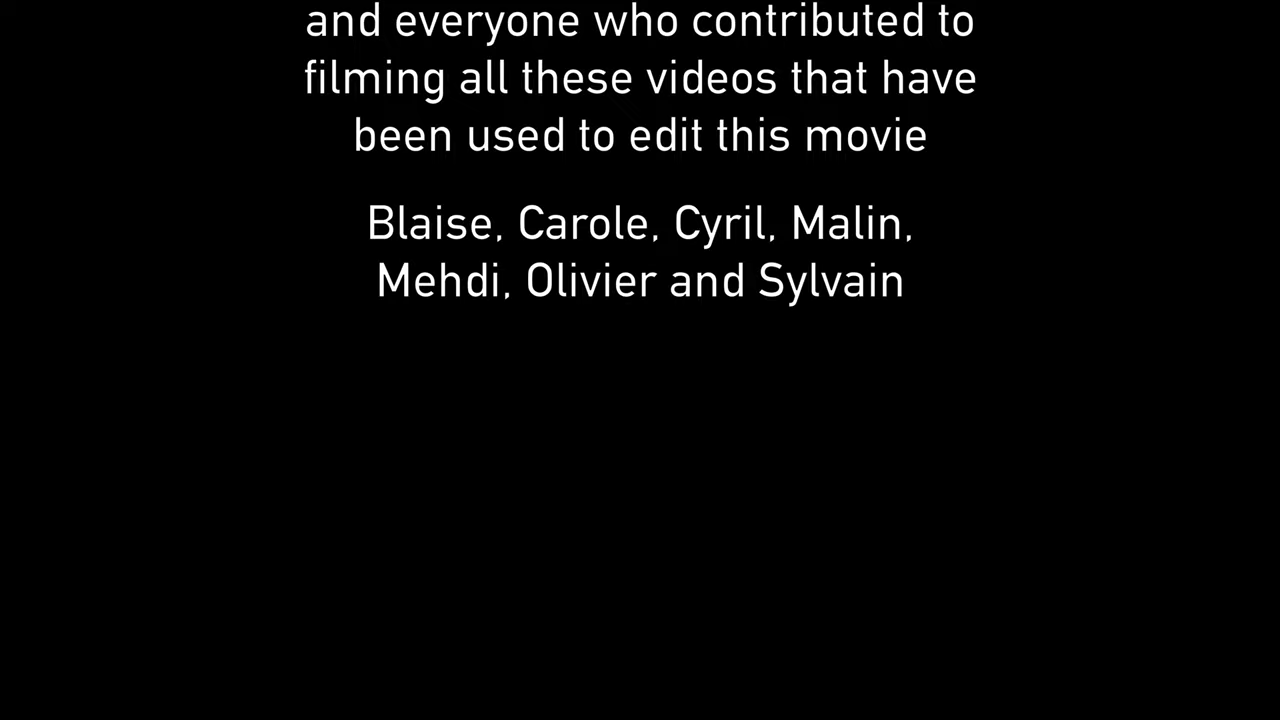 and everyone who contributed to
filming all these videos that have
been used to edit this movie
Blaise, Carole, Cyril, Malin,
Mehdi, Olivier and Sylvain